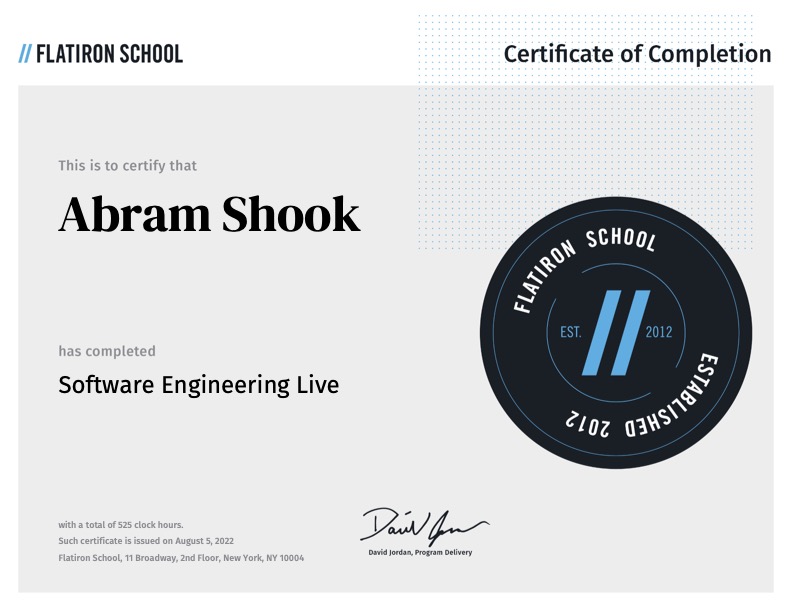 // FLATIRON SCHOOL
Certificate of Completion
This is to certify that
Abram Shook
has completed
Software Engineering Live
FLATIRON SCHOOL
EST. // 2012
ESTABLISHED 2012
with a total of 525 clock hours.
Such certificate is issued on August 5, 2022
Flatiron School, 11 Broadway, 2nd Floor, New York, NY 10004
David Jordan, Program Delivery